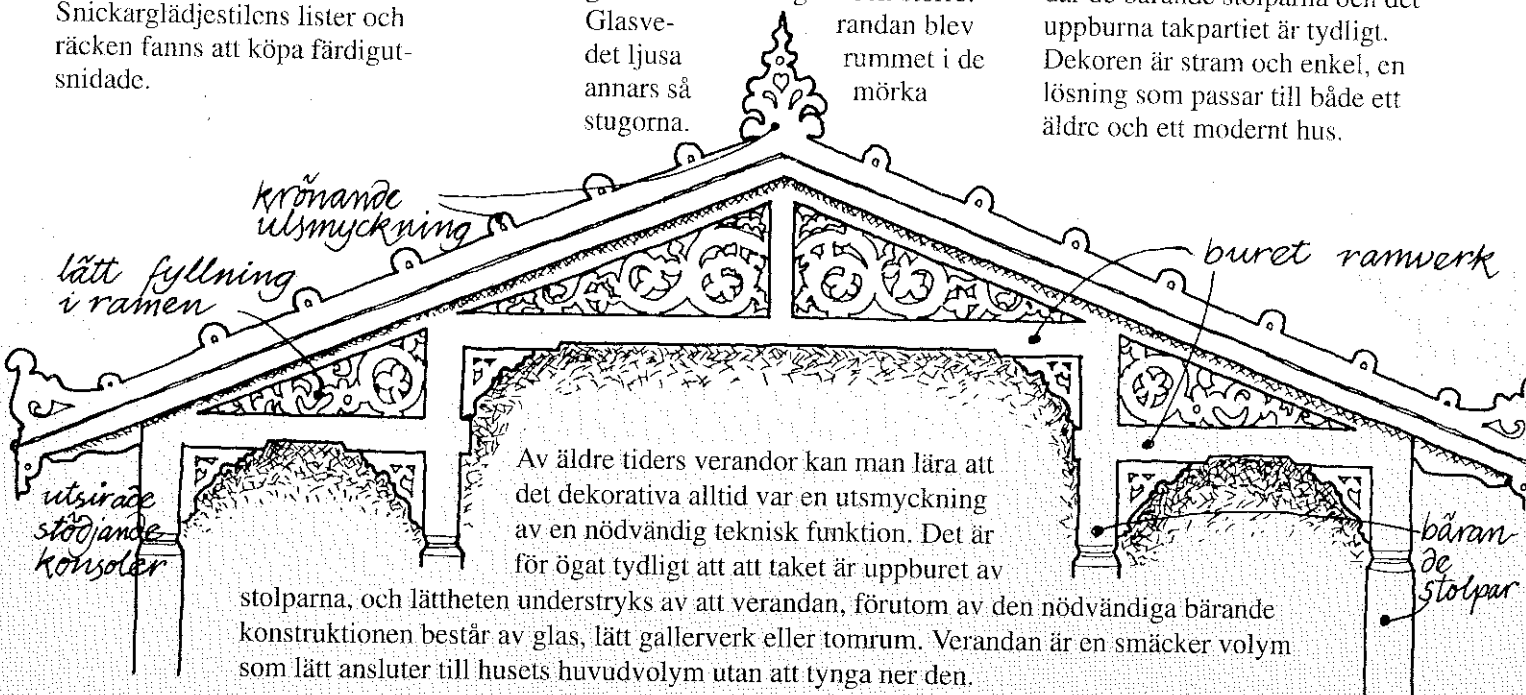 Snickarglädjestilens lister och
räcken fanns att köpa färdigut-
snidade.
Glasve-
randan blev
det ljusa
rummet i de
annars så
mörka
stugorna.
uppburna takpartiet är tydligt.
Dekoren är stram och enkel, en
lösning som passar till både ett
äldre och ett modernt hus.
krönande
utsmyckning
lätt fyllning
i ramen
buret ramverk
utsirade
stödjande
konsoler
bäran-
de
stolpar
Av äldre tiders verandor kan man lära att
det dekorativa alltid var en utsmyckning
av en nödvändig teknisk funktion. Det är
för ögat tydligt att att taket är uppburet av
stolparna, och lättheten understryks av att verandan, förutom av den nödvändiga bärande
konstruktionen består av glas, lätt gallerverk eller tomrum. Verandan är en smäcker volym
som lätt ansluter till husets huvudvolym utan att tynga ner den.